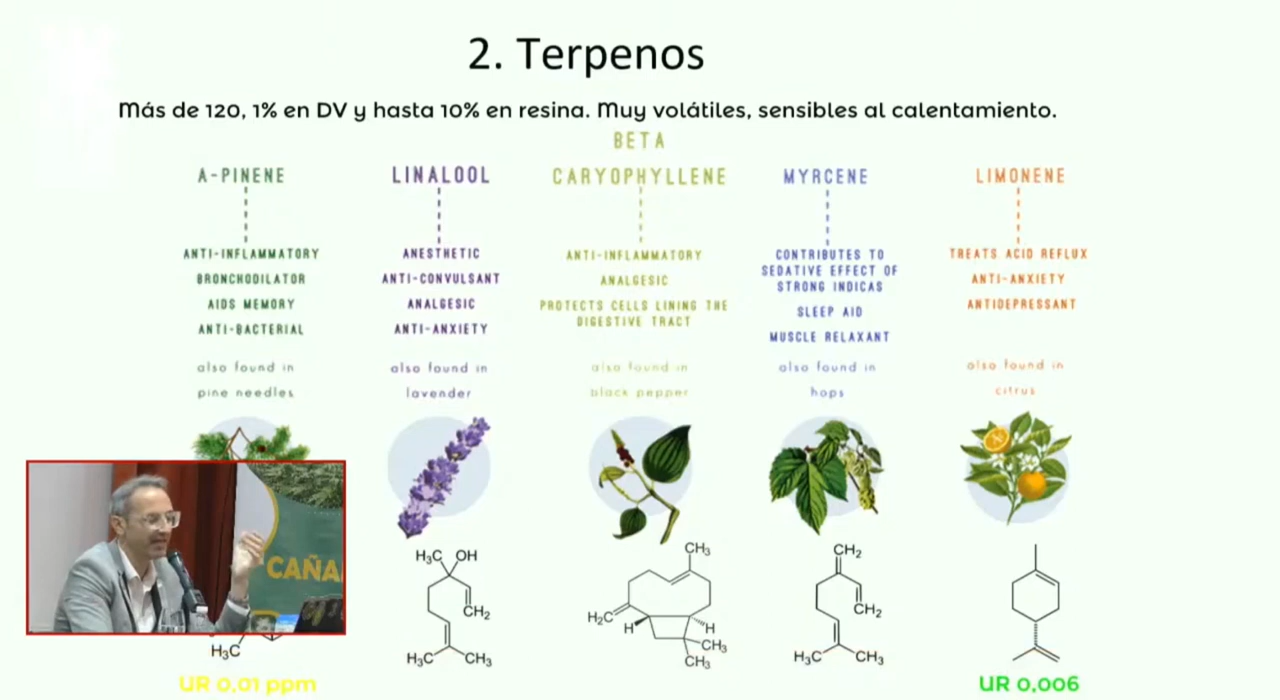 2. Terpenos
Más de 120, 1% en DV y hasta 10% en resina. Muy volátiles, sensibles al calentamiento.
A-PINENE
ANTI-INFLAMMATORY
BRONCHODILATOR
AIDS MEMORY
ANTI-BACTERIAL
also found in
pine needles
H₃C
UR 0,01 ppm
LINALOOL
ANESTHETIC
ANTI-CONVULSANT
ANALGESIC
ANTI-ANXIETY
also found in
lavender
H₃C OH
CH₂
H₃C CH₃
BETA
CARYOPHYLLENE
ANTI-INFLAMMATORY
ANALGESIC
PROTECTS CELLS LINING THE
DIGESTIVE TRACT
also found in
black pepper
CH₃
H₂C
H H
CH₃
CH₃
MYRCENE
CONTRIBUTES TO
SEDATIVE EFFECT OF
STRONG INDICAS
SLEEP AID
MUSCLE RELAXANT
also found in
hops
CH₂
CH₂
H₃C CH₃
LIMONENE
TREATS ACID REFLUX
ANTI-ANXIETY
ANTIDEPRESSANT
also found in
citrus
UR 0,006
CAÑA